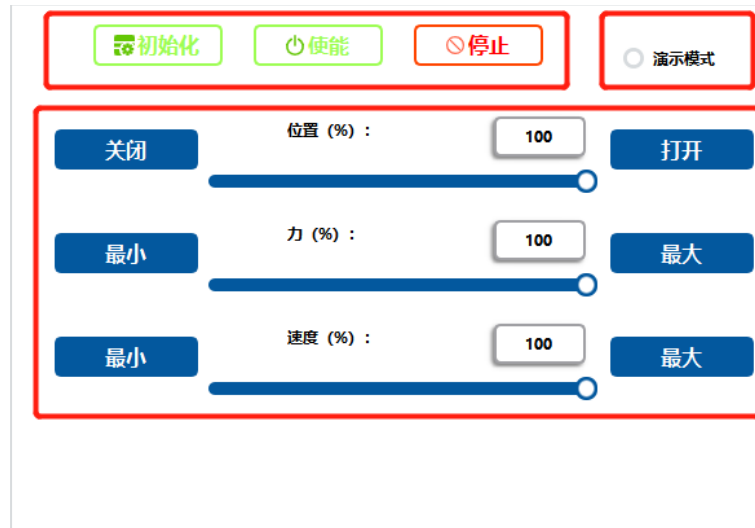 初始化 使能 停止 演示模式
位置（%）： 100
关闭 打开
力（%）： 100
最小 最大
速度（%）： 100
最小 最大